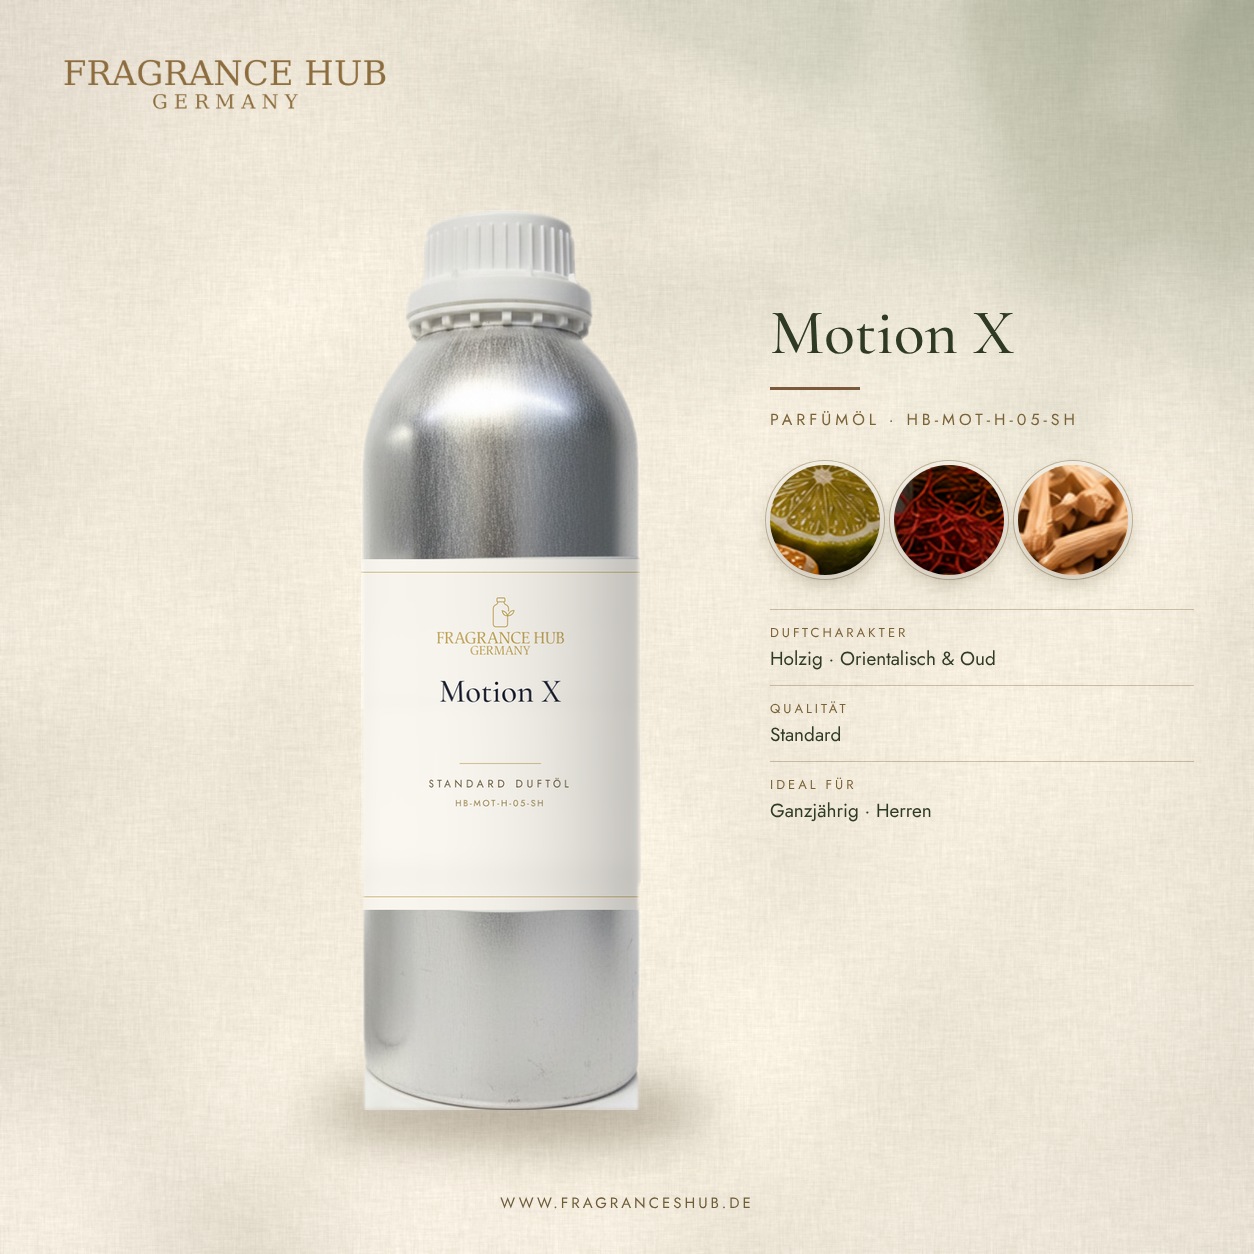 FRAGRANCE HUB
GERMANY
Motion X
PARFÜMÖL · HB-MOT-H-05-SH
DUFTCHARAKTER
Holzig · Orientalisch & Oud
QUALITÄT
Standard
IDEAL FÜR
Ganzjährig · Herren
FRAGRANCE HUB
GERMANY
Motion X
STANDARD DUFTÖL
HB-MOT-H-05-SH
WWW.FRAGRANCESHUB.DE